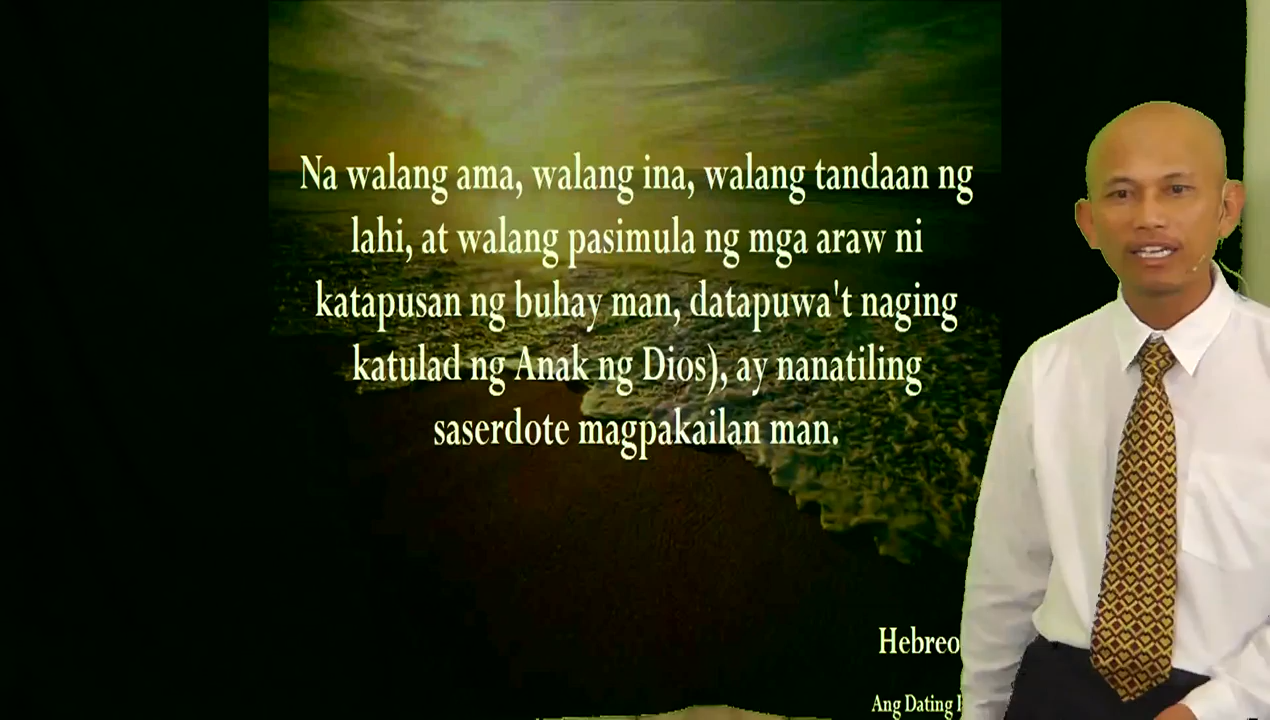 Na walang ama, walang ina, walang tandaan ng
lahi, at walang pasimula ng mga araw ni
katapusan ng buhay man, datapuwa't naging
katulad ng Anak ng Dios), ay nanatiling
saserdote magpakailan man.
Hebreo
Ang Dating